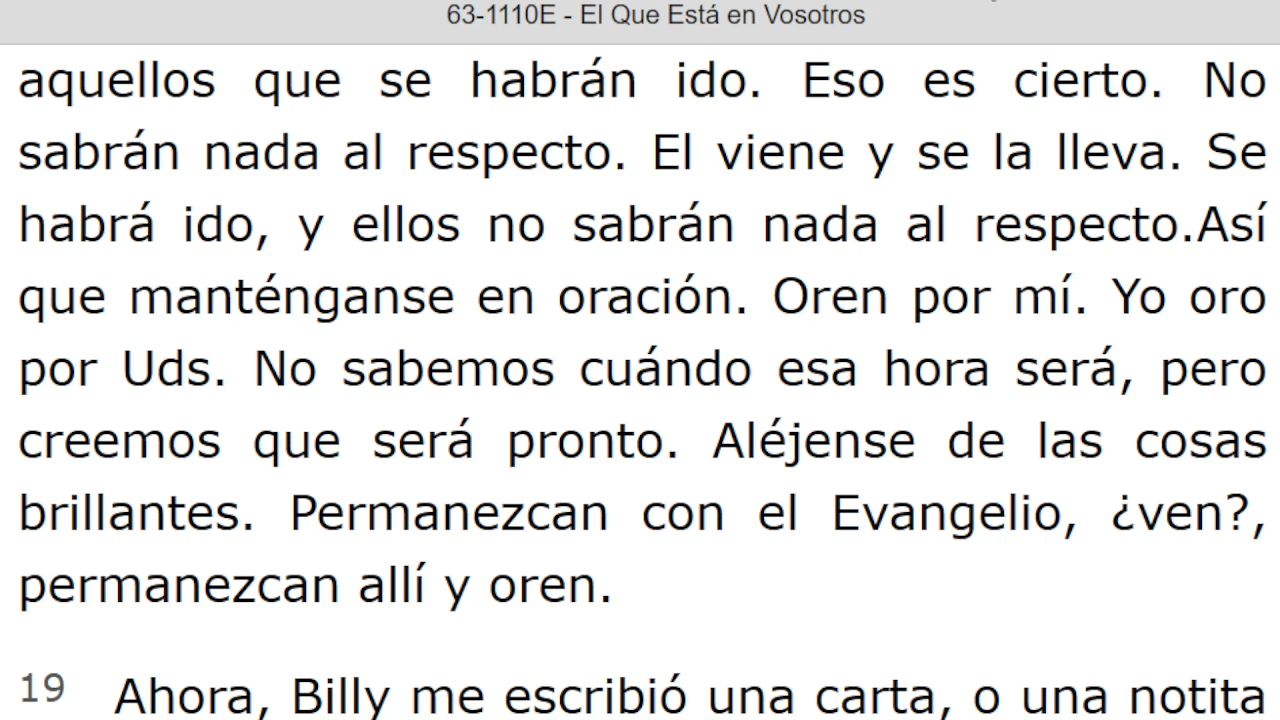 63-1110E - El Que Está en Vosotros
aquellos que se habrán ido. Eso es cierto. No
sabrán nada al respecto. El viene y se la lleva. Se
habrá ido, y ellos no sabrán nada al respecto.Así
que manténganse en oración. Oren por mí. Yo oro
por Uds. No sabemos cuándo esa hora será, pero
creemos que será pronto. Aléjense de las cosas
brillantes. Permanezcan con el Evangelio, ¿ven?,
permanezcan allí y oren.
19 Ahora, Billy me escribió una carta, o una notita